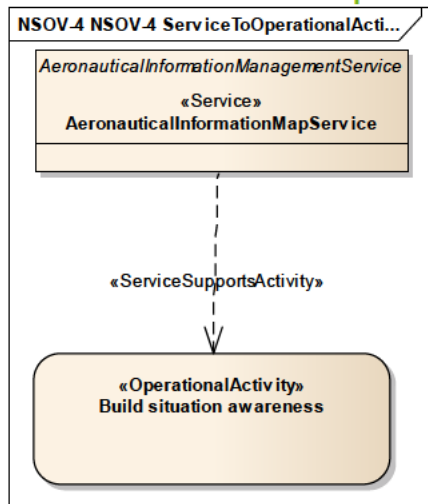 NSOV-4 NSOV-4 ServiceToOperationalActi...
AeronauticalInformationManagementService
«Service»
AeronauticalInformationMapService
«ServiceSupportsActivity»
«OperationalActivity»
Build situation awareness